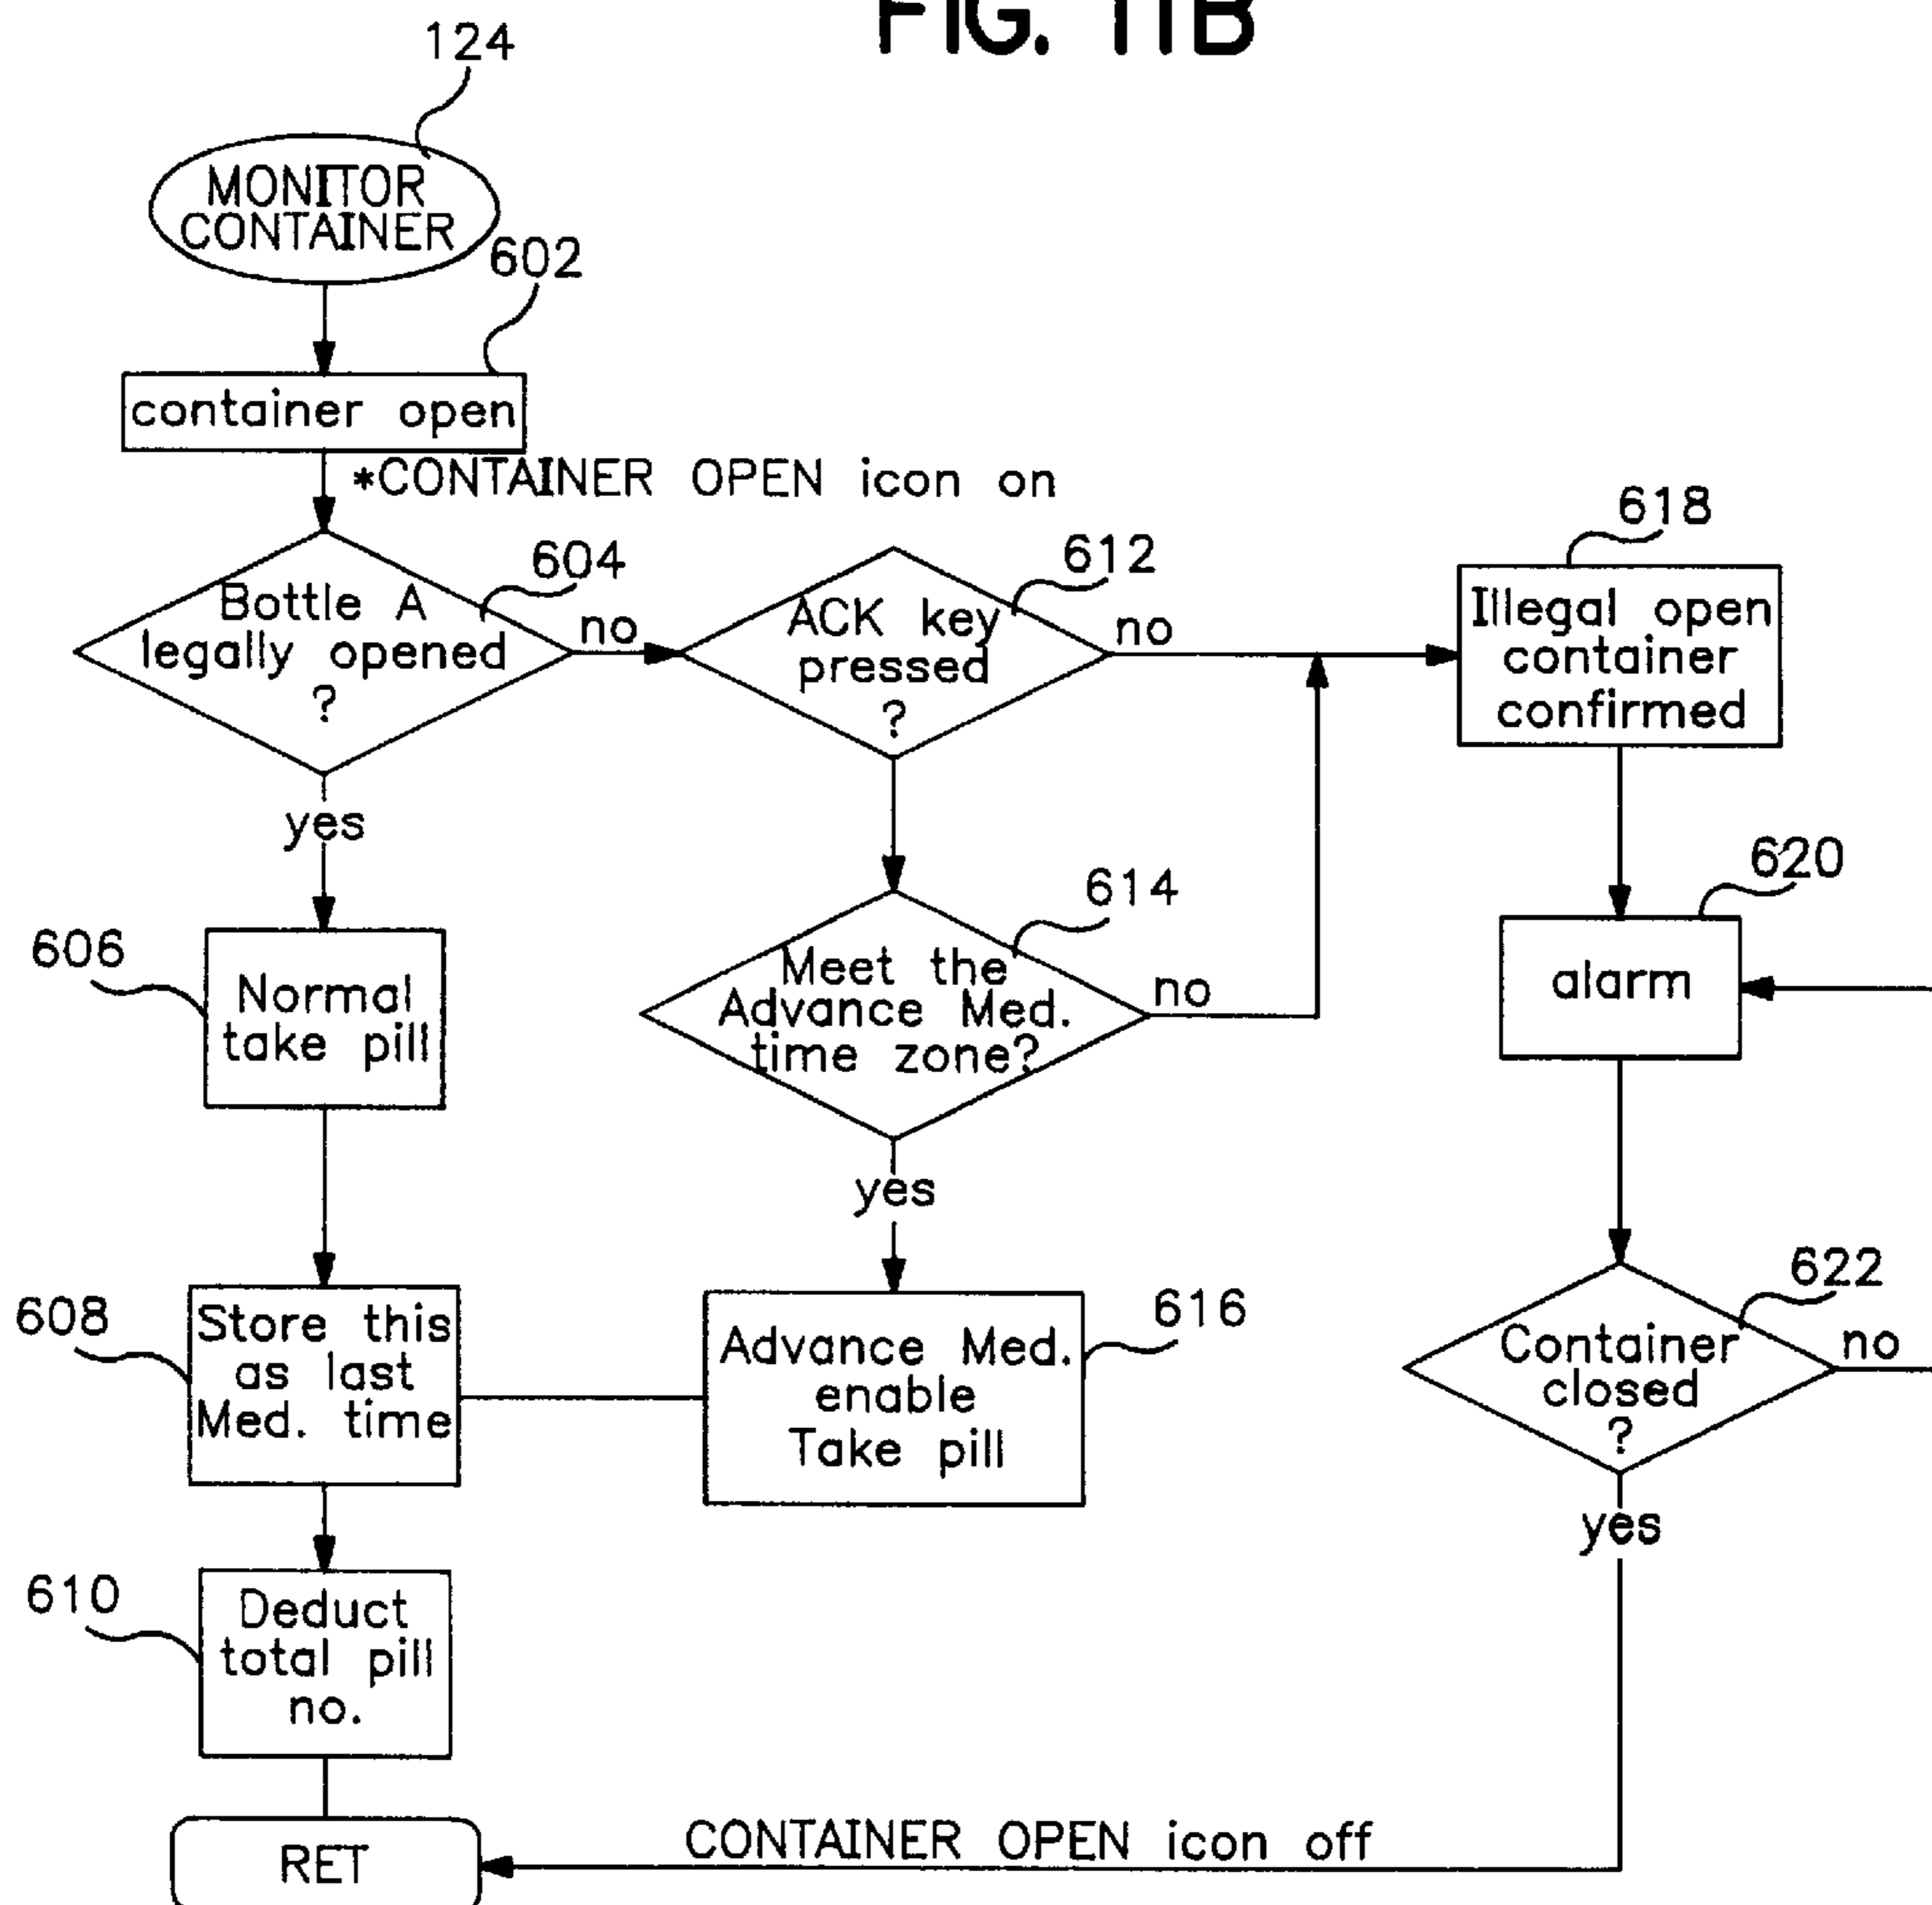 FIG. 11B
124
MONITOR
CONTAINER
602
container open
*CONTAINER OPEN icon on
604
Bottle A
legally opened
?
no
yes
612
ACK key
pressed
?
no
618
Illegal open
container
confirmed
606
Normal
take pill
614
Meet the
Advance Med.
time zone?
no
yes
620
alarm
608
Store this
as last
Med. time
616
Advance Med.
enable
Take pill
622
Container
closed
?
no
yes
610
Deduct
total pill
no.
CONTAINER OPEN icon off
RET